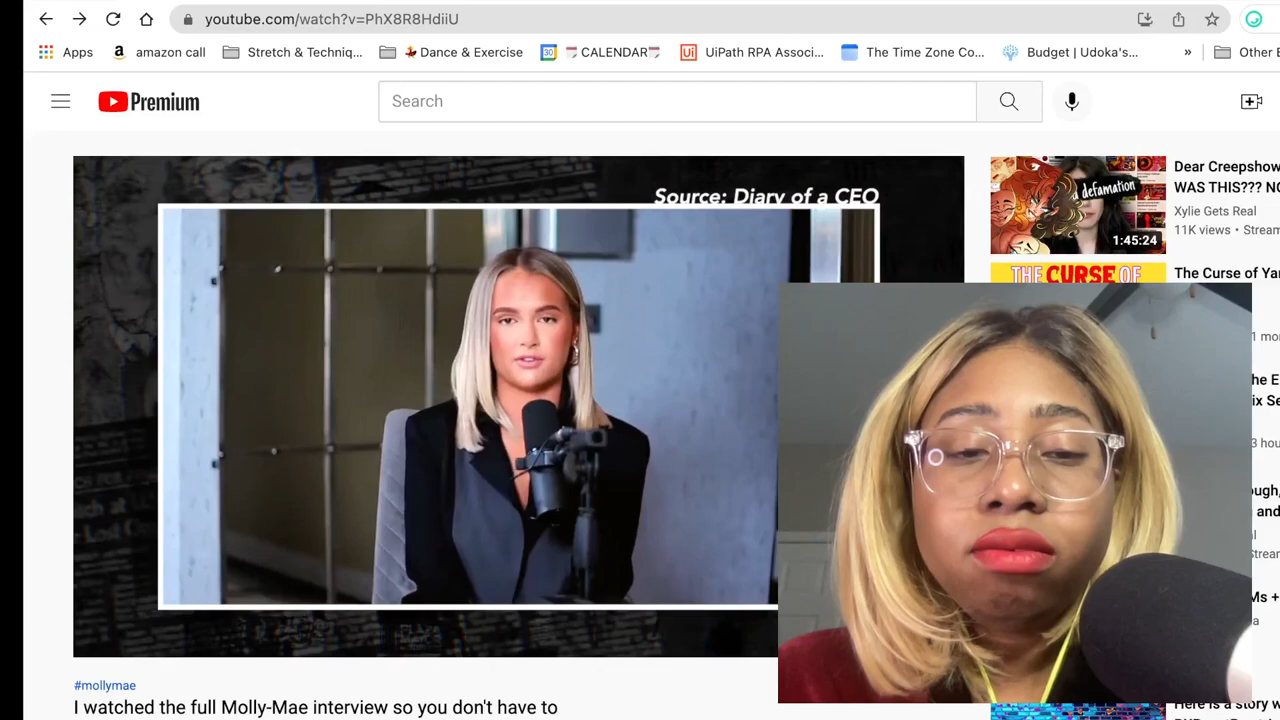 youtube.com/watch?v=PhX8R8HdiiU
Apps
amazon call
Stretch & Techniq...
Dance & Exercise
30
CALENDAR
Ui
UiPath RPA Associ...
The Time Zone Co...
Budget | Udoka's...
»
Other
Premium
Search
Source: Diary of a CEO
defamation
1:45:24
Dear Creepshow
WAS THIS???
Xylie Gets Real
11K views • Stream
THE CURSE OF
The Curse of
#mollymae
I watched the full Molly-Mae interview so you don't have to